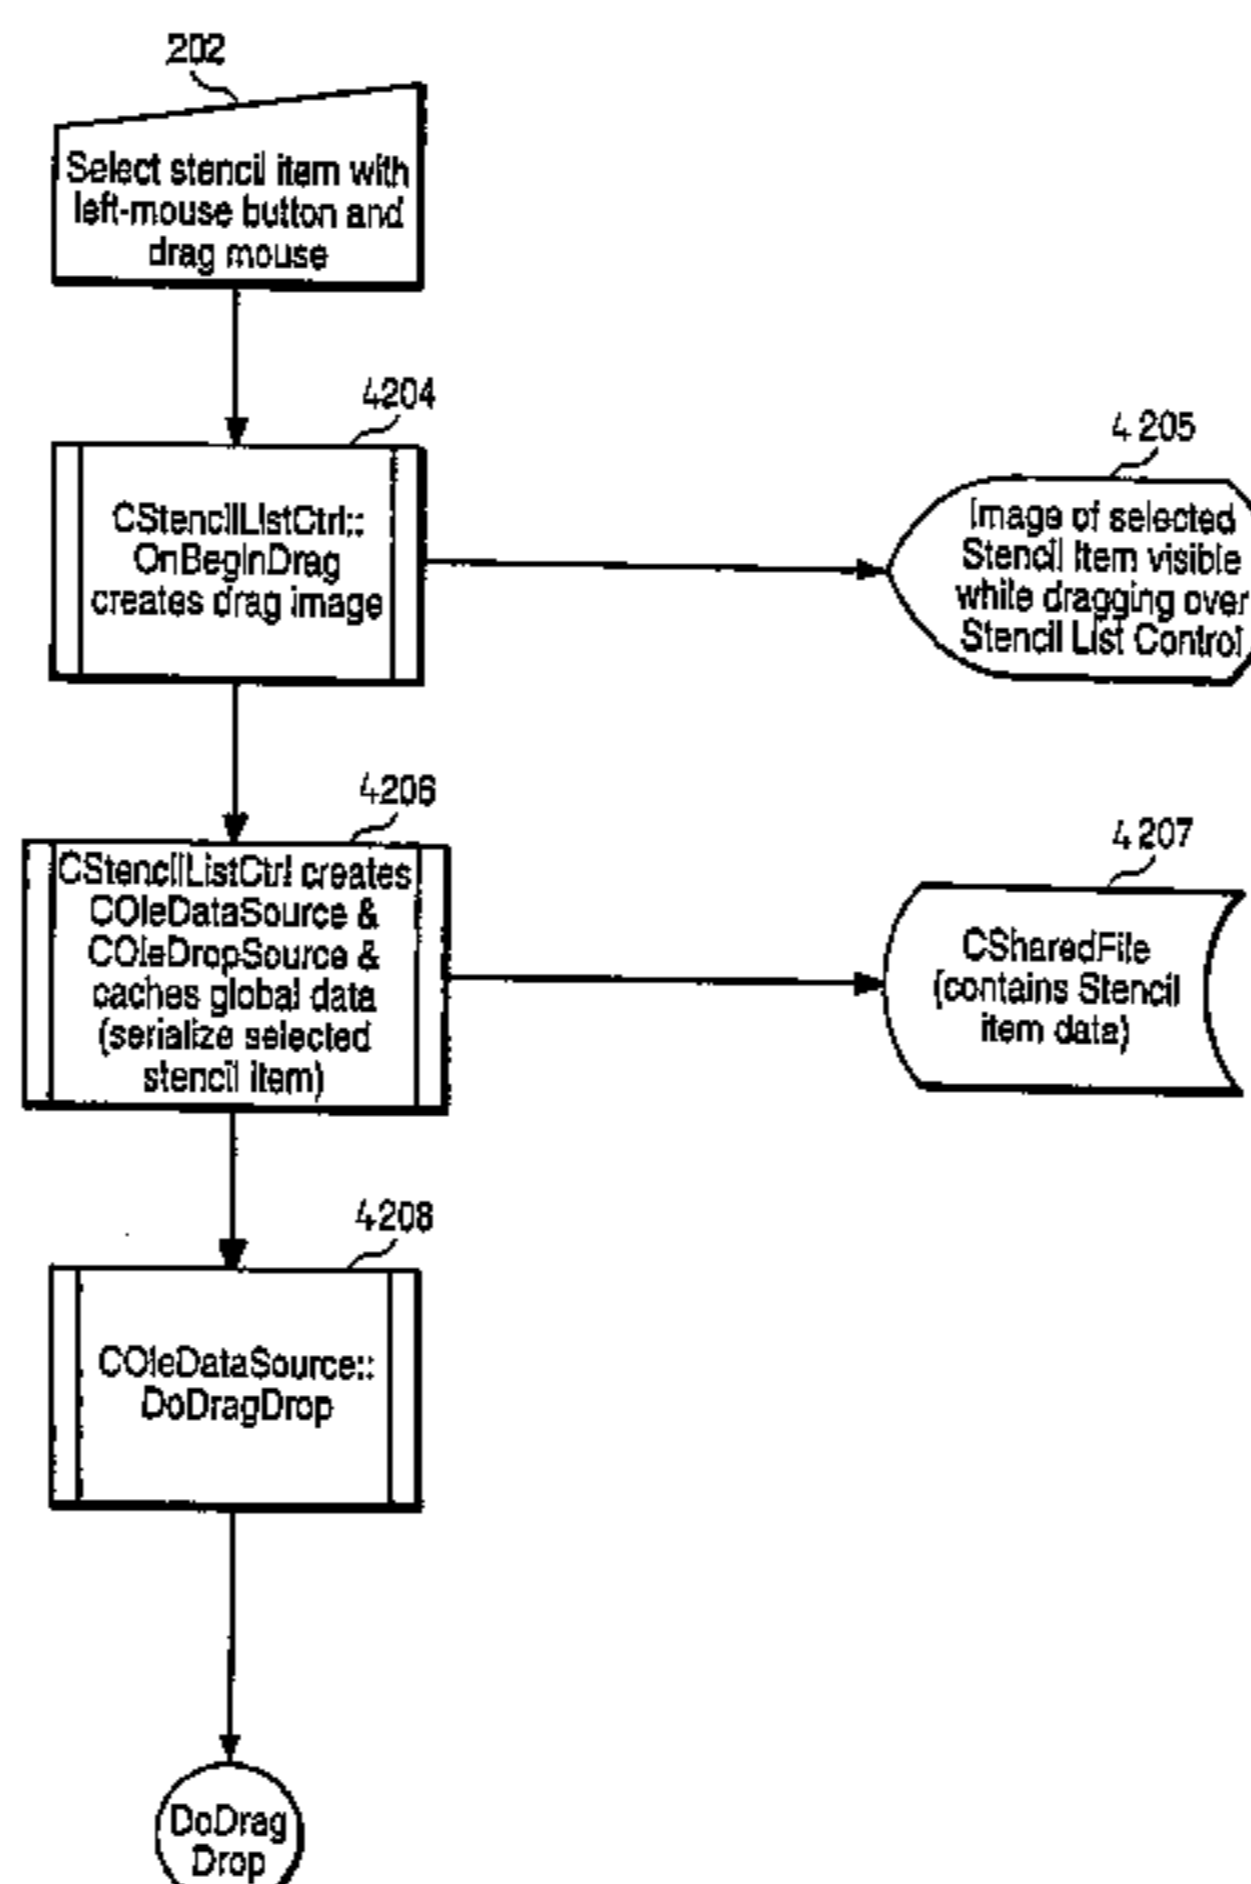 202
Select stencil item with
left-mouse button and
drag mouse
4204
CStencilListCtrl::
OnBeginDrag
creates drag image
4205
Image of selected
Stencil Item visible
while dragging over
Stencil List Control
4206
CStencilListCtrl creates
COleDataSource &
COleDropSource &
caches global data
(serialize selected
stencil item)
4207
CSharedFile
(contains Stencil
item data)
4208
COleDataSource::
DoDragDrop
DoDrag
Drop